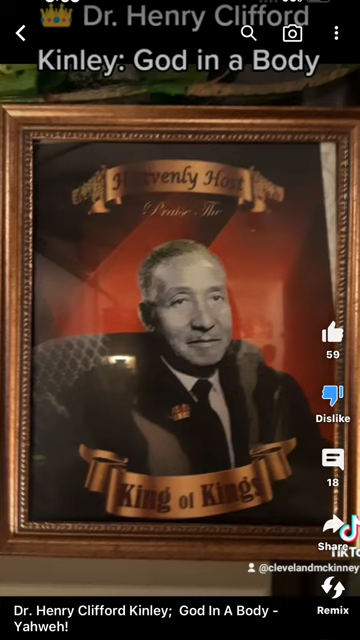 👑 Dr. Henry Clifford
Kinley: God in a Body
Heavenly Host
Praise The
King of Kings
59
Dislike
18
Share
TikTo
@clevelandmckinney
Remix
Dr. Henry Clifford Kinley; God In A Body -
Yahweh!